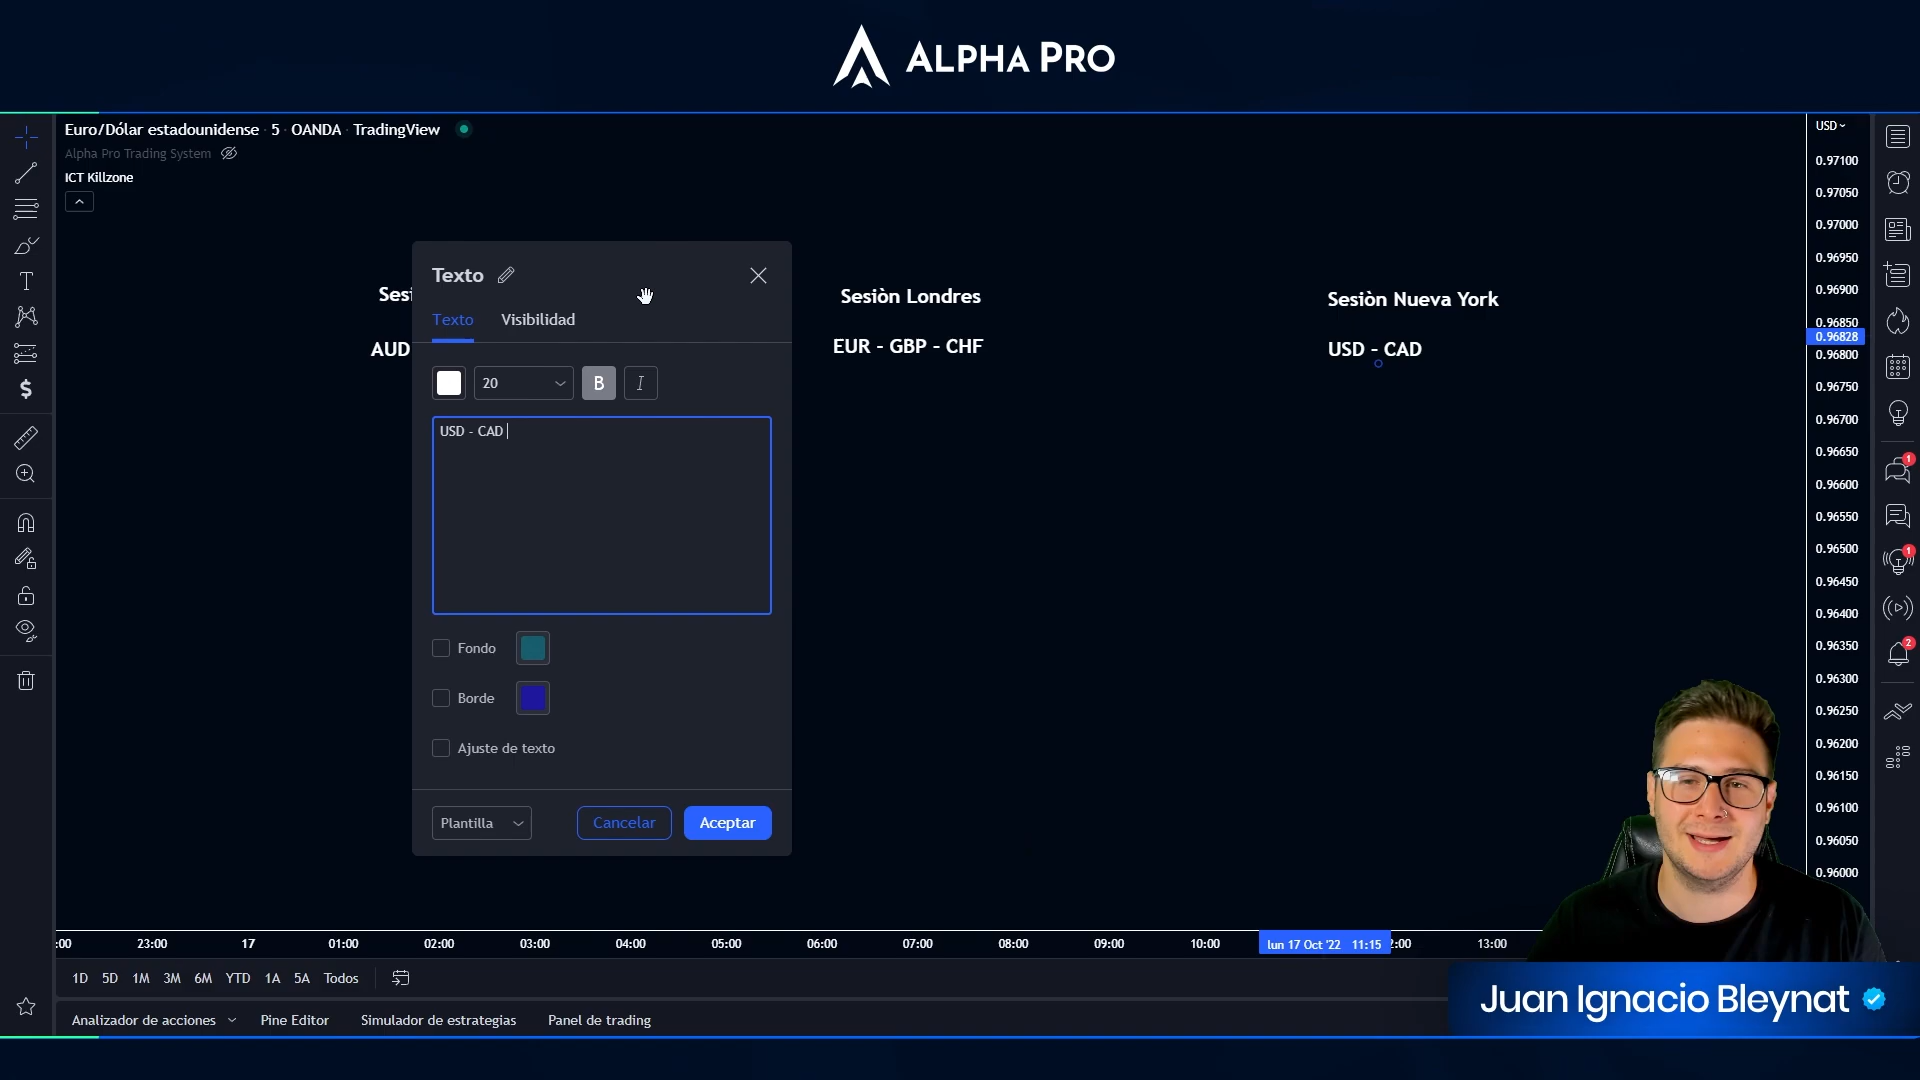 ALPHA PRO
Euro/Dólar estadounidense · 5 · OANDA · TradingView
USD
Alpha Pro Trading System
ICT Killzone
0.97100
0.97050
0.97000
0.96950
0.96900
0.96850
0.96828
0.96800
0.96750
0.96700
0.96650
0.96600
0.96550
0.96500
0.96450
0.96400
0.96350
0.96300
0.96250
0.96200
0.96150
0.96100
0.96050
0.96000
Texto
Texto Visibilidad
20 B I
USD - CAD
Fondo
Borde
Ajuste de texto
Plantilla Cancelar Aceptar
Sesi
AUD
Sesiòn Londres
EUR - GBP - CHF
Sesiòn Nueva York
USD - CAD
1
1
2
:00 23:00 17 01:00 02:00 03:00 04:00 05:00 06:00 07:00 08:00 09:00 10:00 lun 17 Oct '22 11:15 2:00 13:00
1D 5D 1M 3M 6M YTD 1A 5A Todos
Analizador de acciones Pine Editor Simulador de estrategias Panel de trading
Juan Ignacio Bleynat